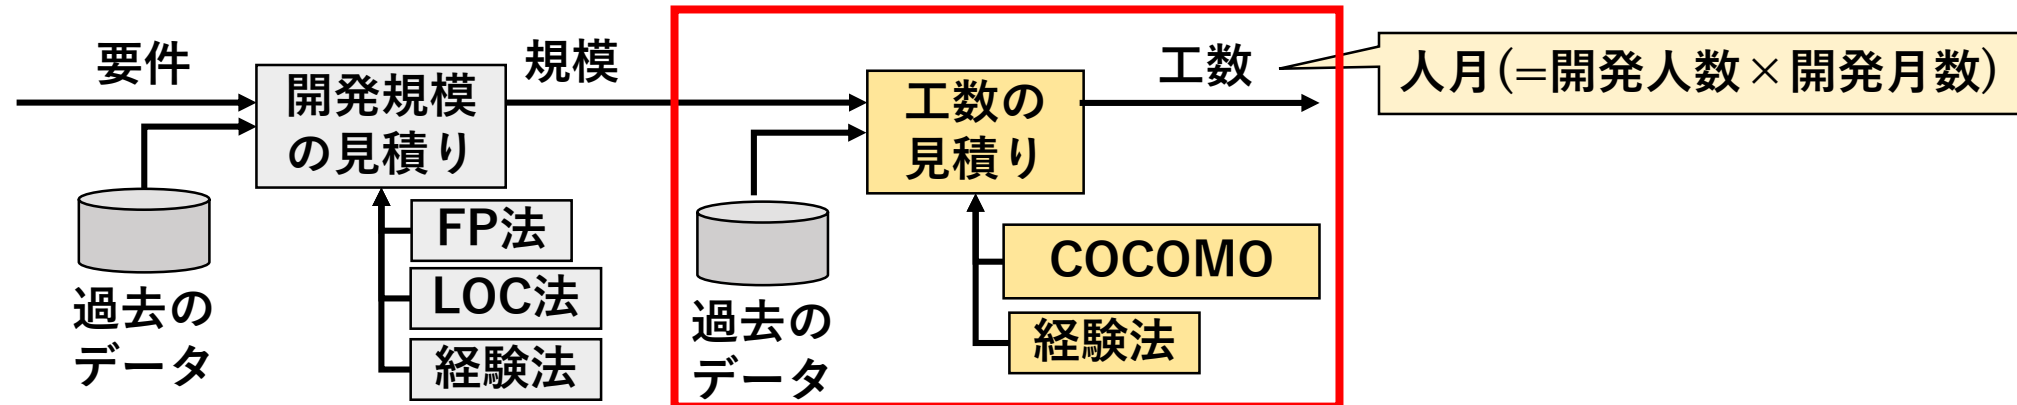 要件
開発規模
の見積り
規模
過去の
データ
FP法
LOC法
経験法
工数の
見積り
工数
過去の
データ
COCOMO
経験法
人月(=開発人数×開発月数)